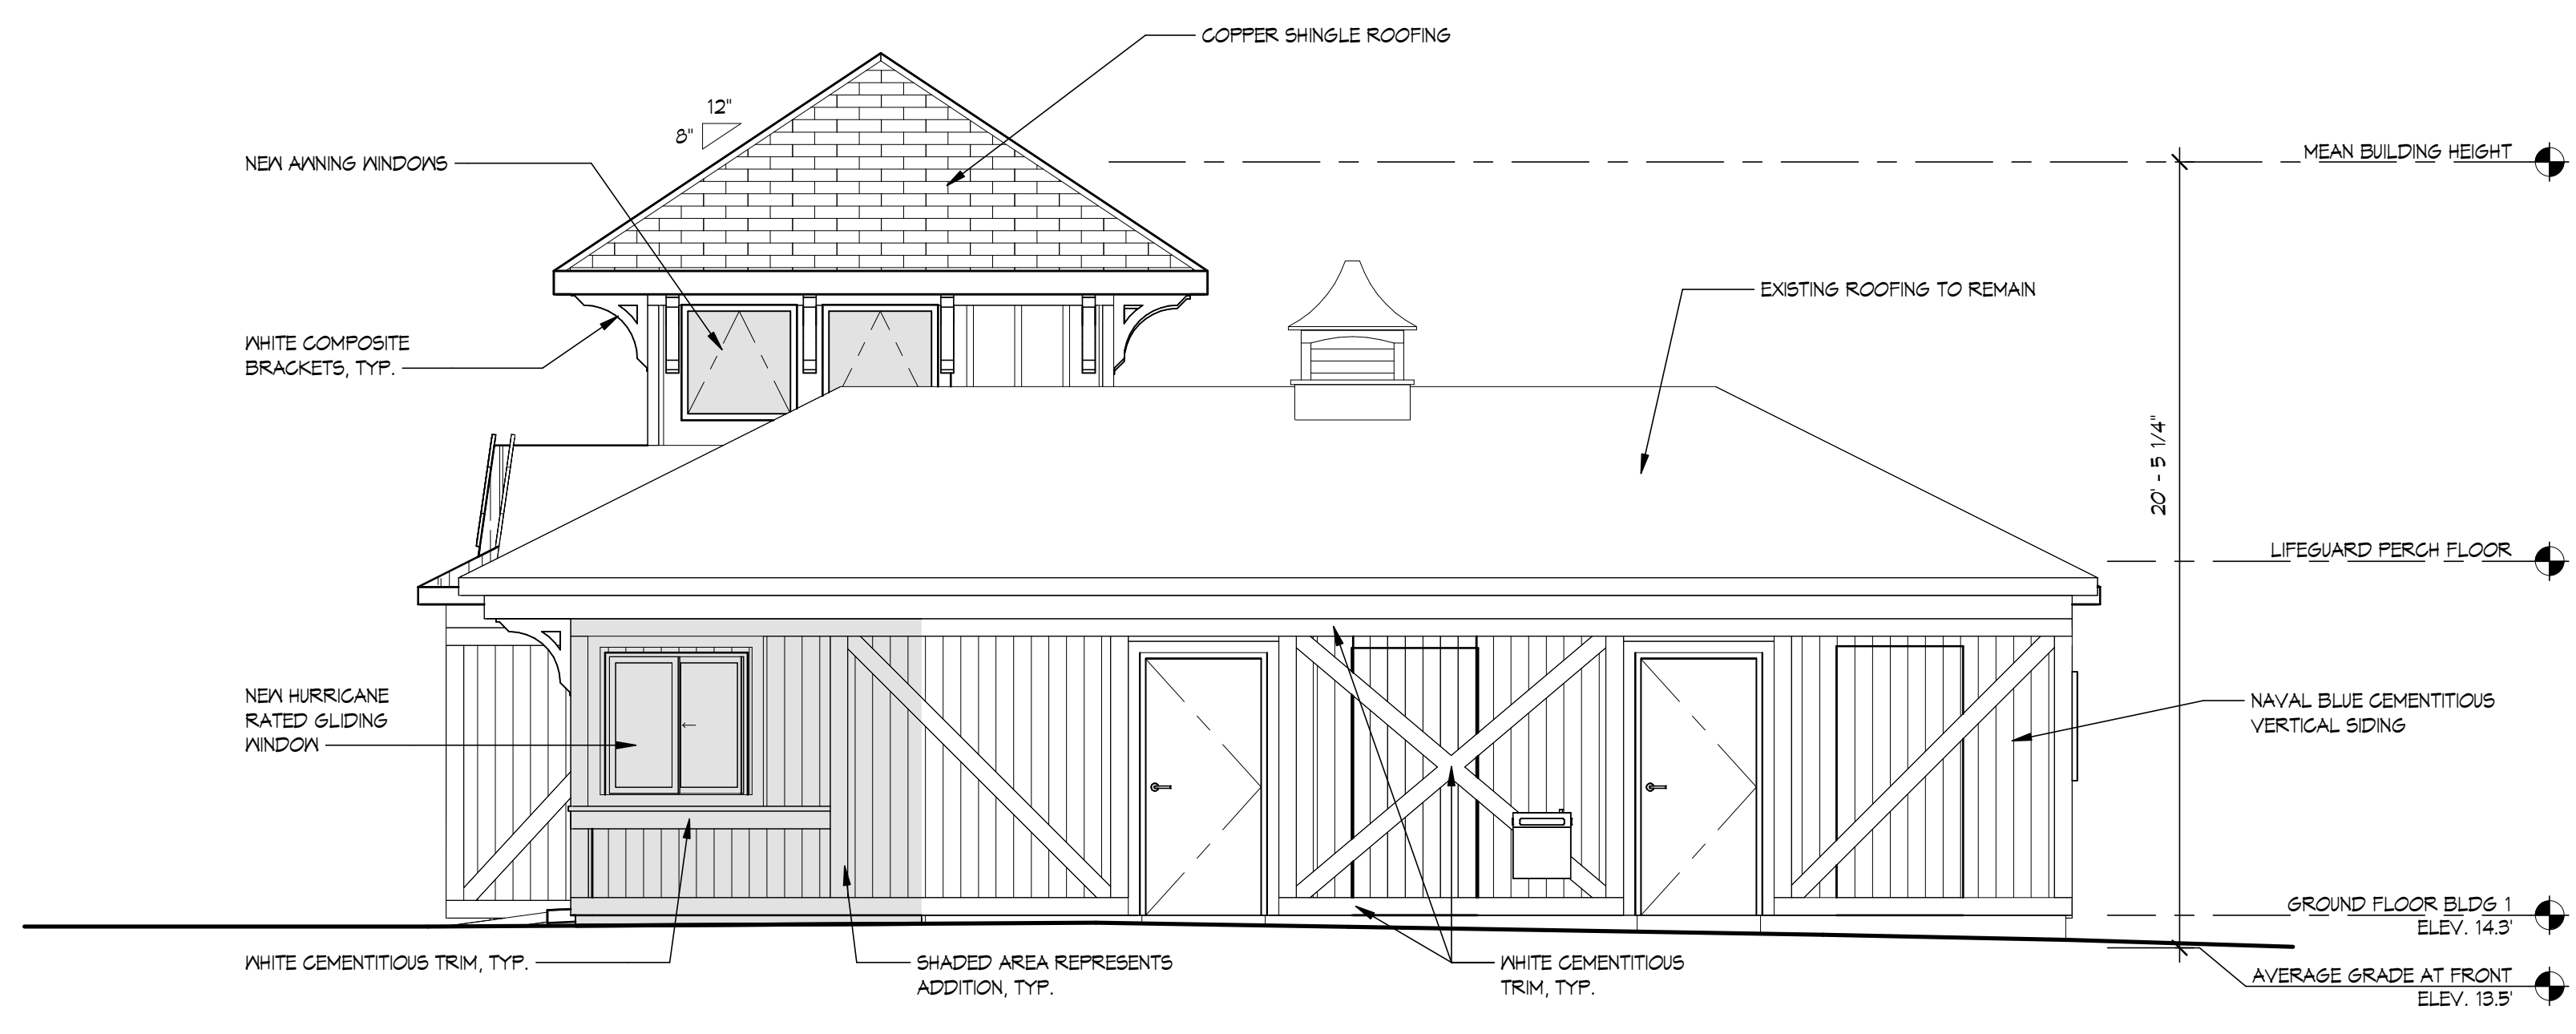 COPPER SHINGLE ROOFING
12"
8"
NEW AWNING WINDOWS
MEAN BUILDING HEIGHT
EXISTING ROOFING TO REMAIN
WHITE COMPOSITE
BRACKETS, TYP.
20' - 5 1/4"
LIFEGUARD PERCH FLOOR
NEW HURRICANE
RATED GLIDING
WINDOW
NAVAL BLUE CEMENTITIOUS
VERTICAL SIDING
GROUND FLOOR BLDG 1
ELEV. 14.3'
WHITE CEMENTITIOUS TRIM, TYP.
SHADED AREA REPRESENTS
ADDITION, TYP.
WHITE CEMENTITIOUS
TRIM, TYP.
AVERAGE GRADE AT FRONT
ELEV. 13.5'